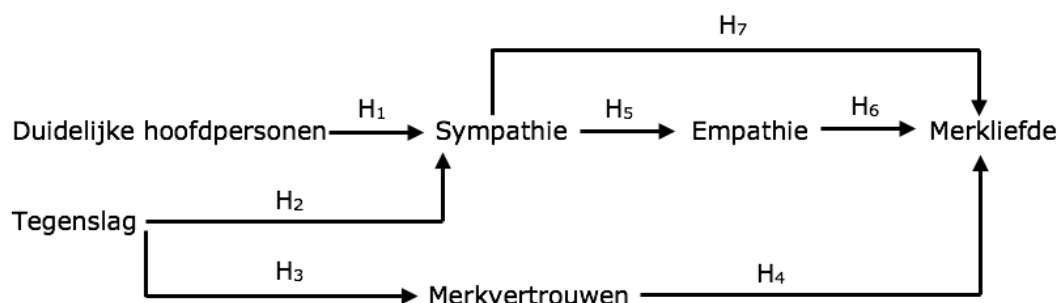 H₇
Duidelijke hoofdpersonen H₁ Sympathie H₅ Empathie H₆ Merkliefde
H₂
Tegenslag
H₃
H₄
Merkvertrouwen